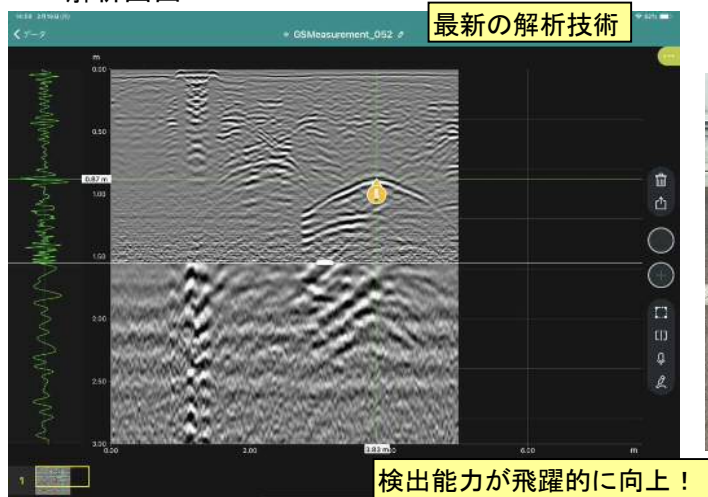 解析画面
最新の解析技術
データ
GSMeasurement_052
m
0.00
0.50
0.87 m
1.00
1.50
2.00
2.50
3.00
0.00
2.00
3.83 m
6.00
m
1
検出能力が飛躍的に向上！